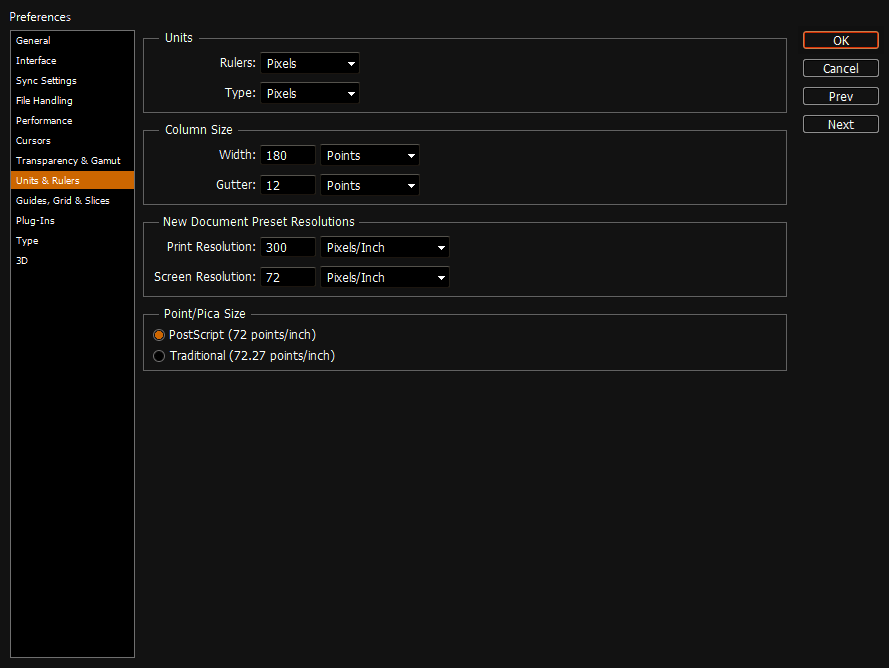 Preferences
General
Interface
Sync Settings
File Handling
Performance
Cursors
Transparency & Gamut
Units & Rulers
Guides, Grid & Slices
Plug-Ins
Type
3D
Units
Rulers: Pixels
Type: Pixels
Column Size
Width: 180 Points
Gutter: 12 Points
New Document Preset Resolutions
Print Resolution: 300 Pixels/Inch
Screen Resolution: 72 Pixels/Inch
Point/Pica Size
PostScript (72 points/inch)
Traditional (72.27 points/inch)
OK
Cancel
Prev
Next